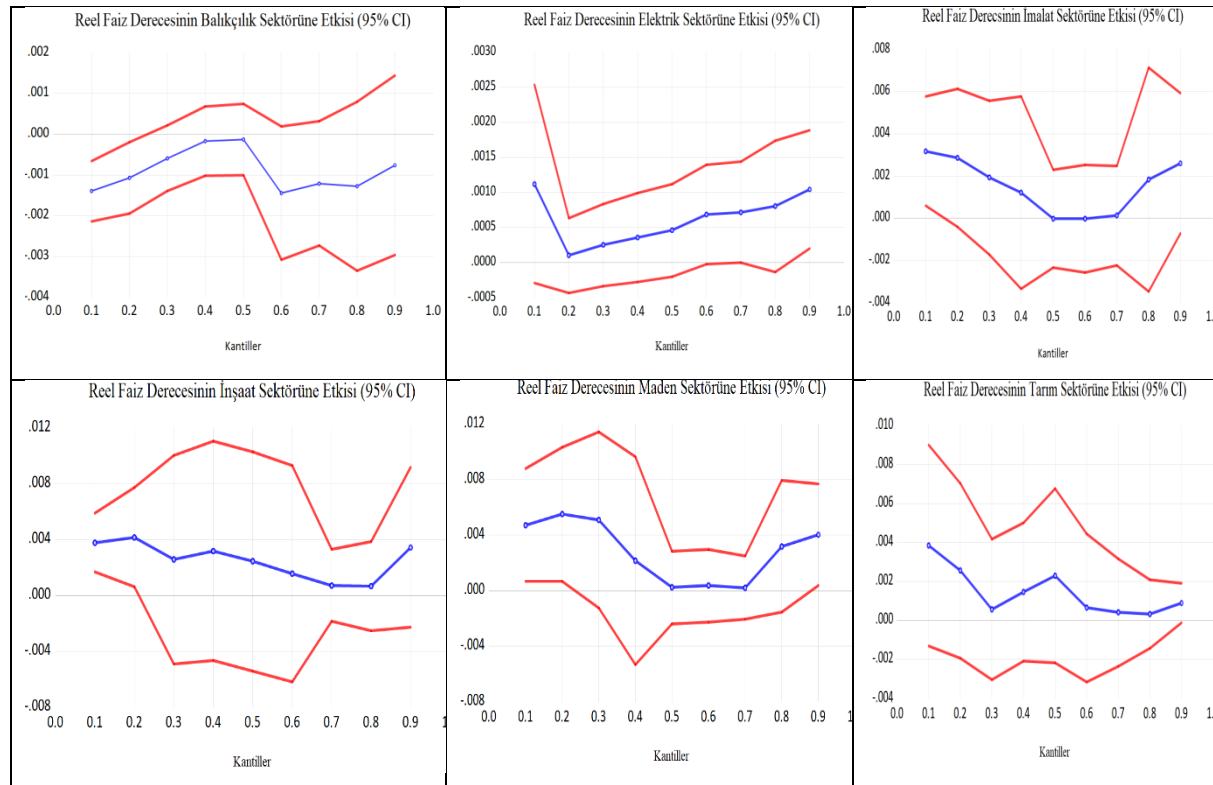 Reel Faiz Derecesinin Balıkçılık Sektörüne Etkisi (95% CI)
.002
.001
.000
-.001
-.002
-.003
-.004
0.0 0.1 0.2 0.3 0.4 0.5 0.6 0.7 0.8 0.9 1.0
Kantiller
Reel Faiz Derecesinin Elektrik Sektörüne Etkisi (95% CI)
.0030
.0025
.0020
.0015
.0010
.0005
.0000
-.0005
0.0 0.1 0.2 0.3 0.4 0.5 0.6 0.7 0.8 0.9 1.0
Kantiller
Reel Faiz Derecsinin İmalat Sektörüne Etkisi (95% CI)
.008
.006
.004
.002
.000
-.002
-.004
0.0 0.1 0.2 0.3 0.4 0.5 0.6 0.7 0.8 0.9 1.
Kantiller
Reel Faiz Derecesinin İnşaat Sektörüne Etkisi (95% CI)
.012
.008
.004
.000
-.004
-.008
0.0 0.1 0.2 0.3 0.4 0.5 0.6 0.7 0.8 0.9 1
Kantiller
Reel Faiz Derecesinin Maden Sektörüne Etkisi (95% CI)
.012
.008
.004
.000
-.004
-.008
0.0 0.1 0.2 0.3 0.4 0.5 0.6 0.7 0.8 0.9 1
Kantiller
Reel Faiz Derecesinin Tarım Sektörüne Etkisi (95% CI)
.010
.008
.006
.004
.002
.000
-.002
-.004
0.0 0.1 0.2 0.3 0.4 0.5 0.6 0.7 0.8 0.9 1.
Kantiller